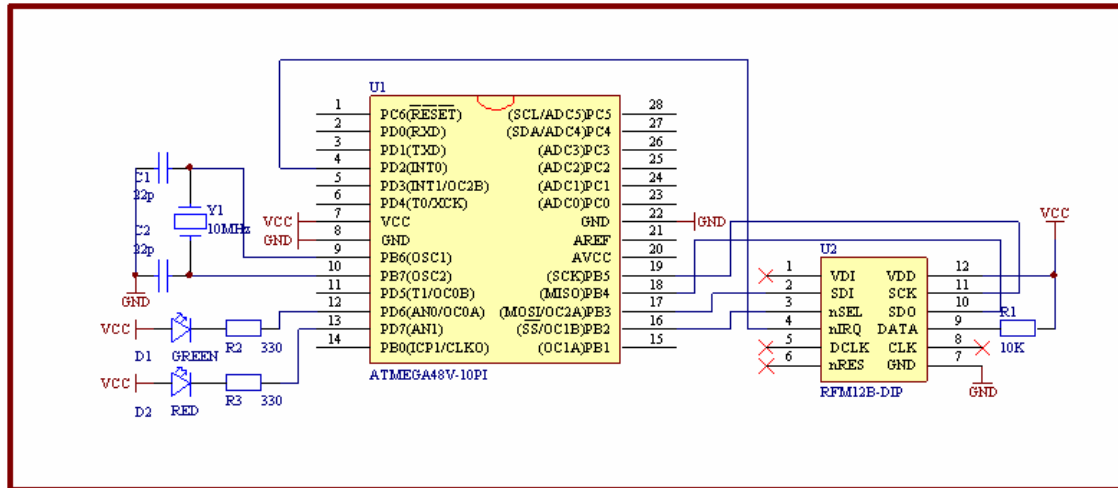 U1
1 PC6(RESET) (SCL/ADC5)PC5 28
2 PD0(RXD) (SDA/ADC4)PC4 27
3 PD1(TXD) (ADC3)PC3 26
4 PD2(INT0) (ADC2)PC2 25
5 PD3(INT1/OC2B) (ADC1)PC1 24
6 PD4(T0/XCK) (ADC0)PC0 23
VCC 7 VCC GND 22 GND
GND 8 GND AREF 21
9 PB6(OSC1) AVCC 20
10 PB7(OSC2) (SCK)PB5 19
11 PD5(T1/OC0B) (MISO)PB4 18
12 PD6(AN0/OC0A) (MOSI/OC2A)PB3 17
13 PD7(AN1) (SS/OC1B)PB2 16
14 PB0(ICP1/CLKO) (OC1A)PB1 15
ATMEGA48V-10PI
C1
22p
Y1
10MHz
C2
22p
GND
VCC
D1 GREEN R2 330
VCC
D2 RED R3 330
VCC
U2
1 VDI VDD 12
2 SDI SCK 11
3 nSEL SDO 10
4 nIRQ DATA 9
5 DCLK CLK 8
6 nRES GND 7
RFM12B-DIP
R1
10K
GND